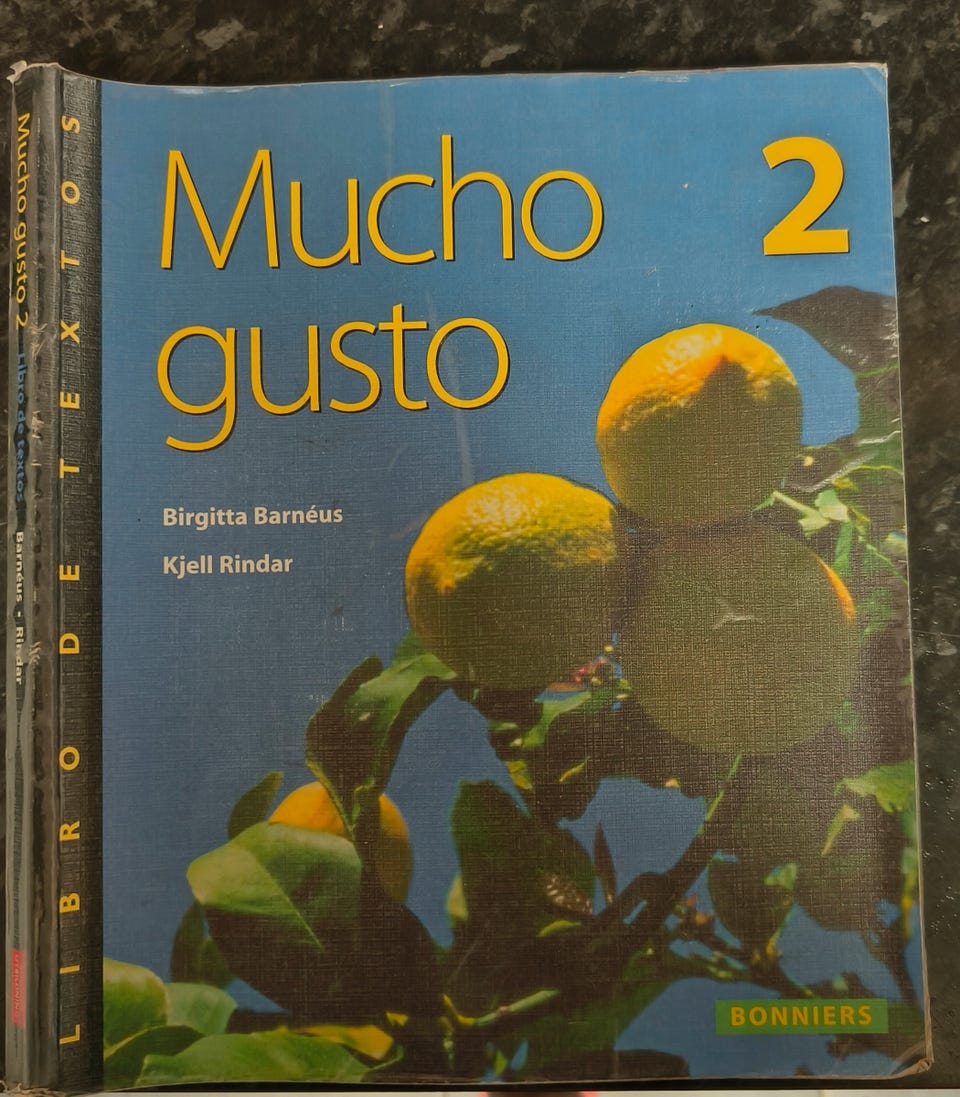 Mucho gusto 2 Libro de textos Barnéus • Rindar
LIBRO DE TEXTOS
Mucho
gusto
2
Birgitta Barnéus
Kjell Rindar
BONNIERS